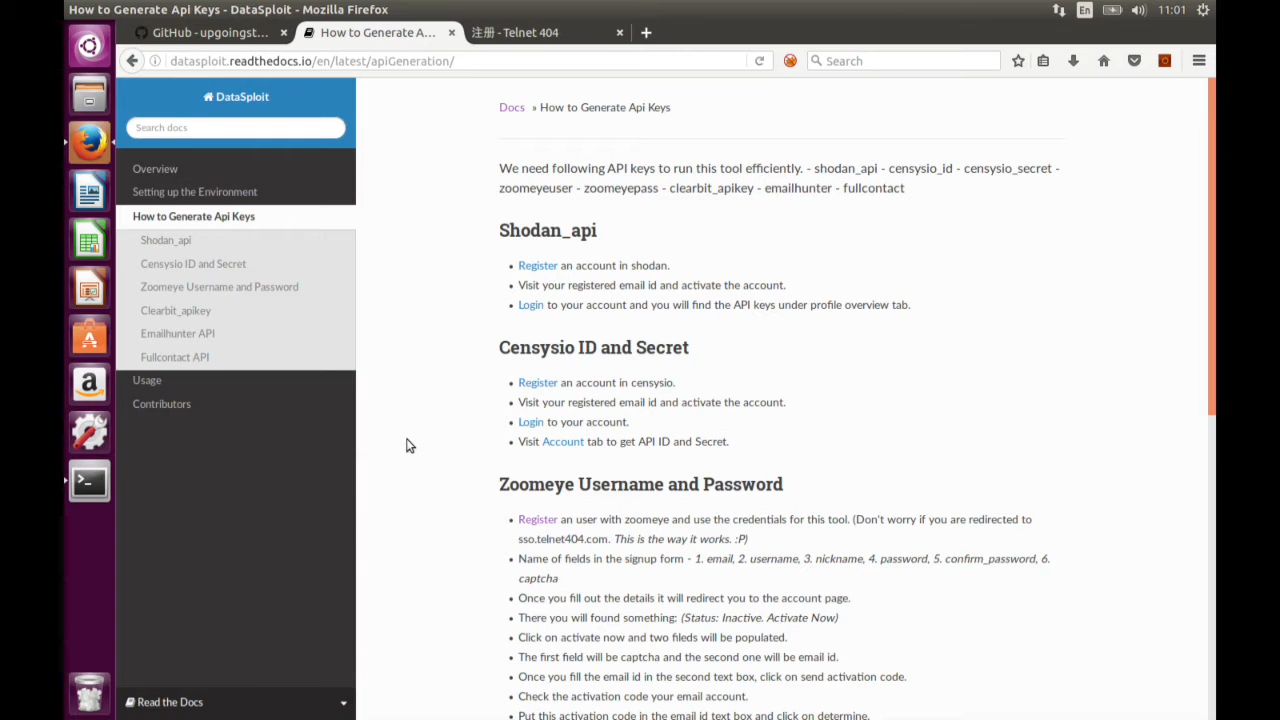 How to Generate Api Keys - DataSploit - Mozilla Firefox
En
11:01
GitHub - upgoingst...
How to Generate A...
注册 - Telnet 404
datasploit.readthedocs.io/en/latest/apiGeneration/
Search
DataSploit
Search docs
Overview
Setting up the Environment
How to Generate Api Keys
Shodan_api
Censysio ID and Secret
Zoomeye Username and Password
Clearbit_apikey
Emailhunter API
Fullcontact API
Usage
Contributors
Read the Docs
Docs » How to Generate Api Keys
We need following API keys to run this tool efficiently. - shodan_api - censysio_id - censysio_secret -
zoomeyeuser - zoomeyepass - clearbit_apikey - emailhunter - fullcontact
Shodan_api
Register an account in shodan.
Visit your registered email id and activate the account.
Login to your account and you will find the API keys under profile overview tab.
Censysio ID and Secret
Register an account in censysio.
Visit your registered email id and activate the account.
Login to your account.
Visit Account tab to get API ID and Secret.
Zoomeye Username and Password
Register an user with zoomeye and use the credentials for this tool. (Don't worry if you are redirected to
sso.telnet404.com. This is the way it works. :P)
Name of fields in the signup form - 1. email, 2. username, 3. nickname, 4. password, 5. confirm_password, 6.
captcha
Once you fill out the details it will redirect you to the account page.
There you will found something: (Status: Inactive. Activate Now)
Click on activate now and two fileds will be populated.
The first field will be captcha and the second one will be email id.
Once you fill the email id in the second text box, click on send activation code.
Check the activation code your email account.
Put this activation code in the email id text box and click on determine.